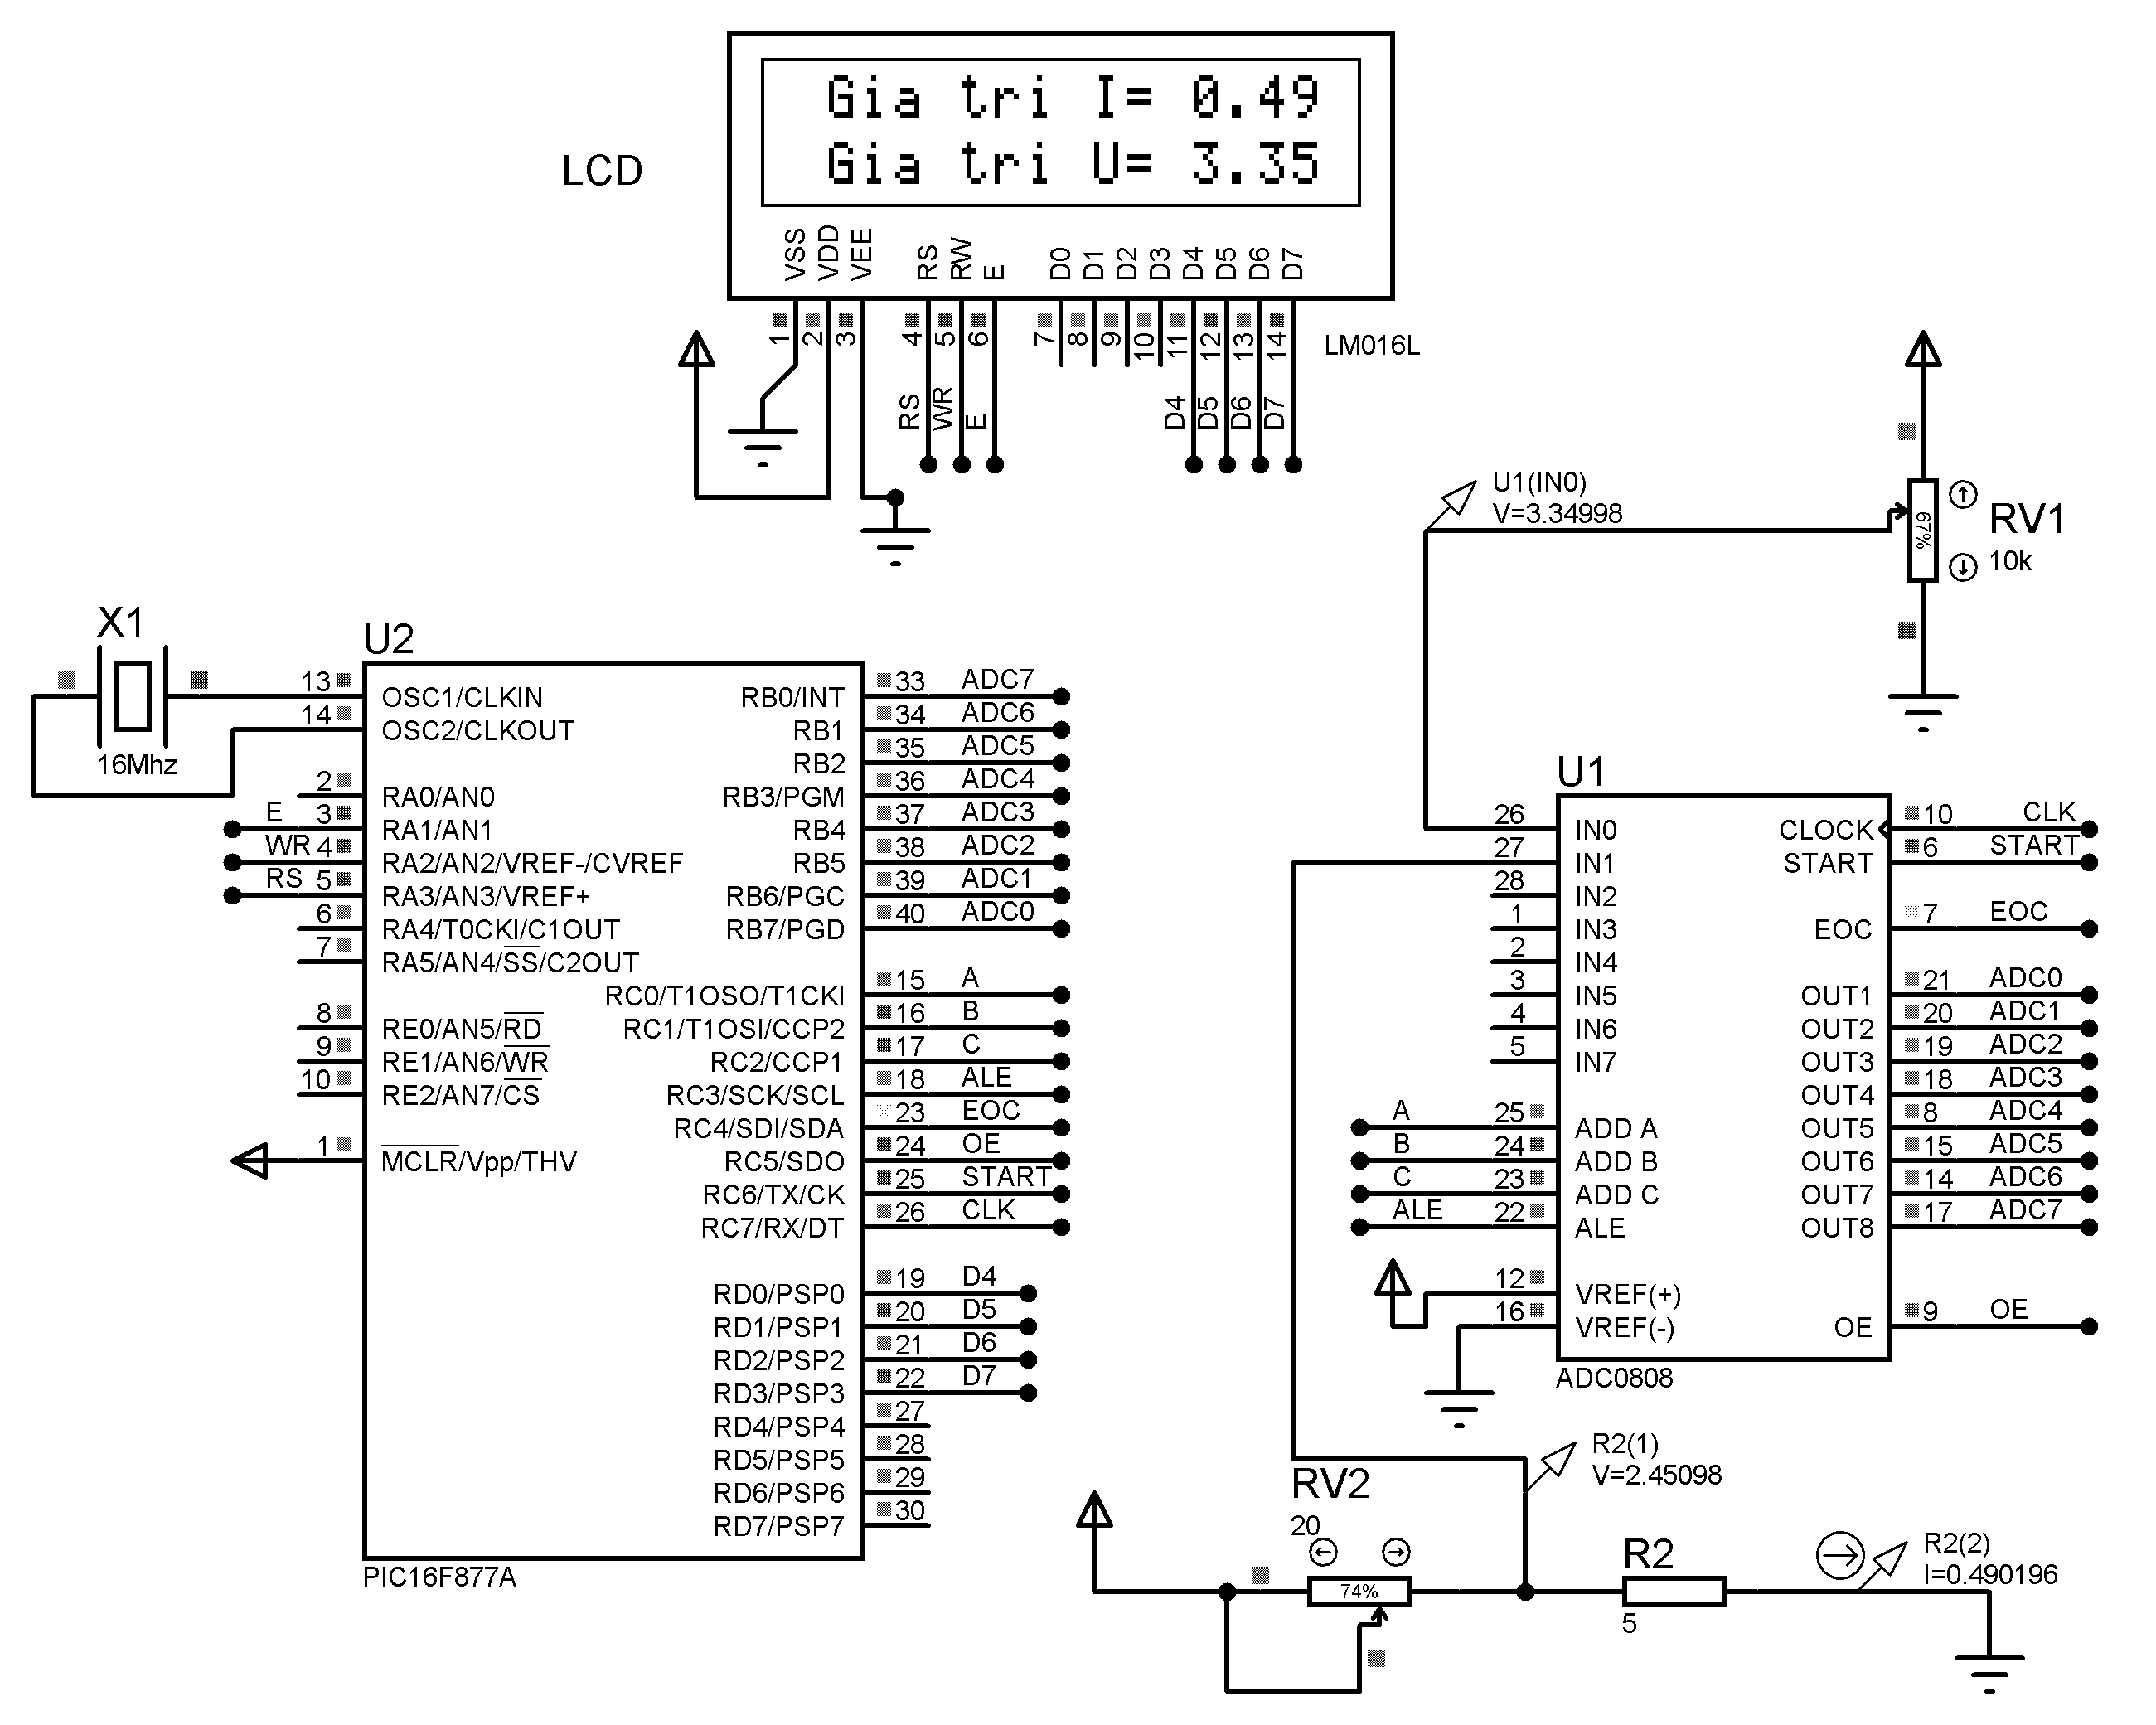 Gia tri I= 0.49
Gia tri U= 3.35
LCD
VSS VDD VEE RS RW E D0 D1 D2 D3 D4 D5 D6 D7
1 2 3 4 5 6 7 8 9 10 11 12 13 14
LM016L
RS WR E D4 D5 D6 D7
U1(IN0)
V=3.34998
67%
RV1
10k
X1
16Mhz
U2
13 OSC1/CLKIN
14 OSC2/CLKOUT
2 RA0/AN0
E 3 RA1/AN1
WR 4 RA2/AN2/VREF-/CVREF
RS 5 RA3/AN3/VREF+
6 RA4/T0CKI/C1OUT
7 RA5/AN4/SS/C2OUT
8 RE0/AN5/RD
9 RE1/AN6/WR
10 RE2/AN7/CS
1 MCLR/Vpp/THV
RB0/INT 33 ADC7
RB1 34 ADC6
RB2 35 ADC5
RB3/PGM 36 ADC4
RB4 37 ADC3
RB5 38 ADC2
RB6/PGC 39 ADC1
RB7/PGD 40 ADC0
RC0/T1OSO/T1CKI 15 A
RC1/T1OSI/CCP2 16 B
RC2/CCP1 17 C
RC3/SCK/SCL 18 ALE
RC4/SDI/SDA 23 EOC
RC5/SDO 24 OE
RC6/TX/CK 25 START
RC7/RX/DT 26 CLK
RD0/PSP0 19 D4
RD1/PSP1 20 D5
RD2/PSP2 21 D6
RD3/PSP3 22 D7
RD4/PSP4 27
RD5/PSP5 28
RD6/PSP6 29
RD7/PSP7 30
PIC16F877A
U1
26 IN0
27 IN1
28 IN2
1 IN3
2 IN4
3 IN5
4 IN6
5 IN7
A 25 ADD A
B 24 ADD B
C 23 ADD C
ALE 22 ALE
12 VREF(+)
16 VREF(-)
CLOCK 10 CLK
START 6 START
EOC 7 EOC
OUT1 21 ADC0
OUT2 20 ADC1
OUT3 19 ADC2
OUT4 18 ADC3
OUT5 8 ADC4
OUT6 15 ADC5
OUT7 14 ADC6
OUT8 17 ADC7
OE 9 OE
ADC0808
R2(1)
V=2.45098
RV2
20
74%
R2
5
R2(2)
I=0.490196